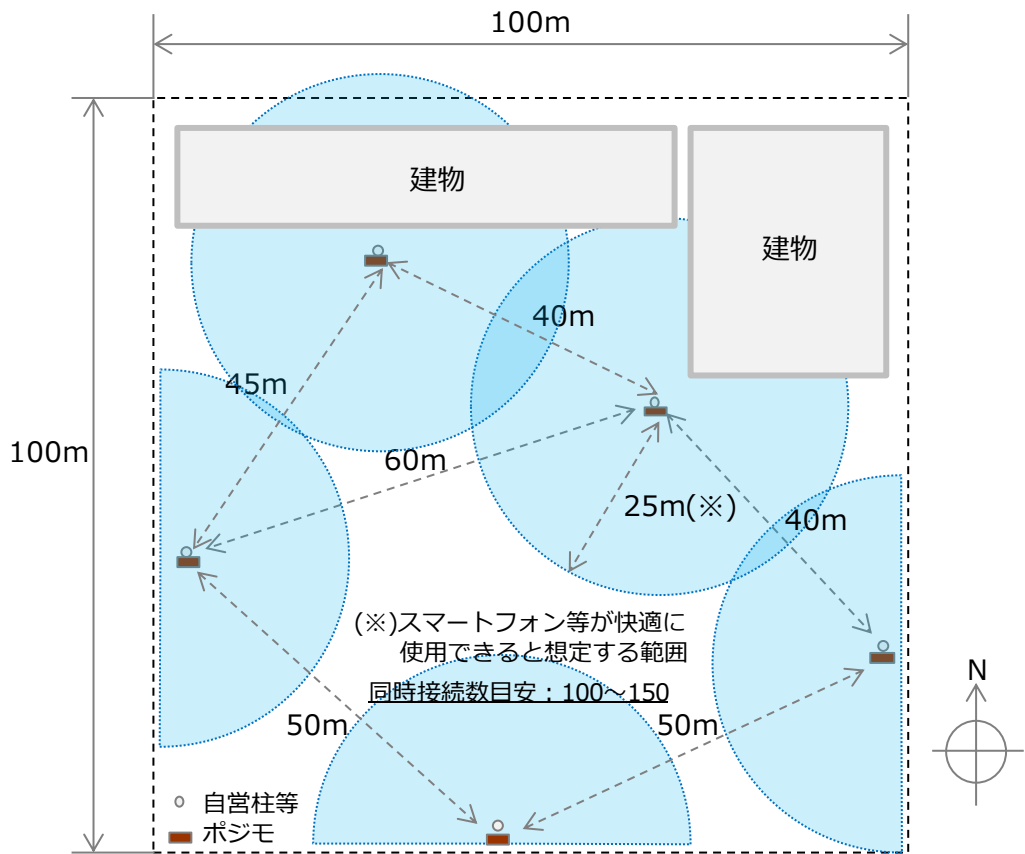 100m
建物
建物
40m
45m
100m
60m
25m(※)
40m
(※)スマートフォン等が快適に
使用できると想定する範囲
同時接続数目安：100～150
N
50m
50m
自営柱等
ポジモ